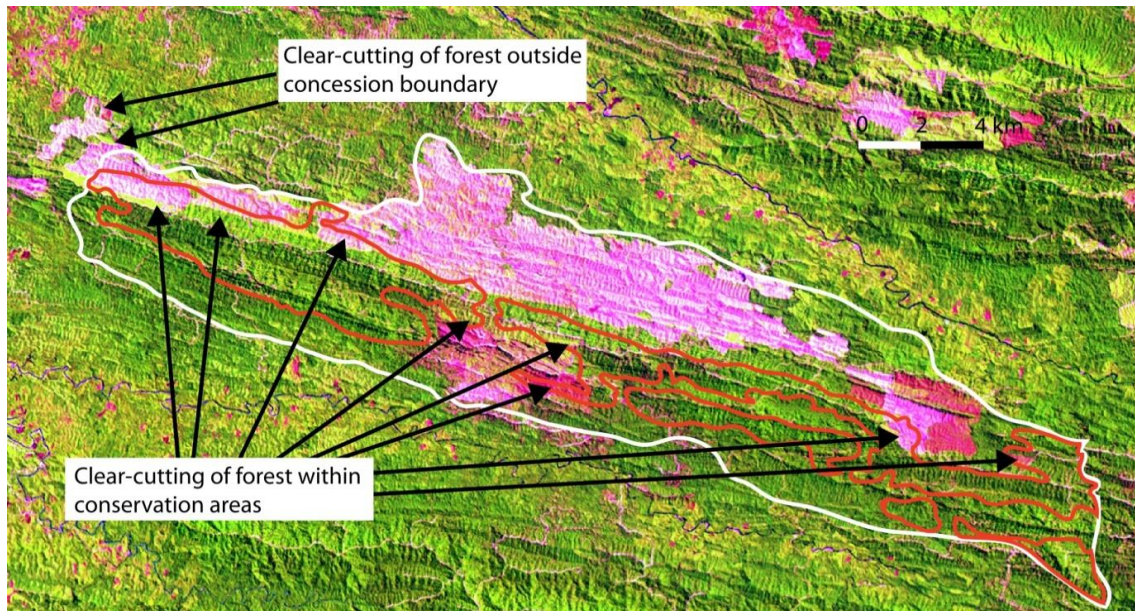 Clear-cutting of forest outside
concession boundary
0 2 4 km
Clear-cutting of forest within
conservation areas